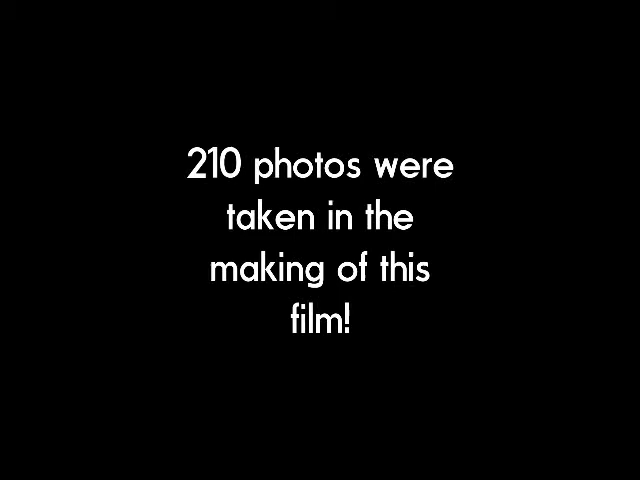 210 photos were
taken in the
making of this
film!